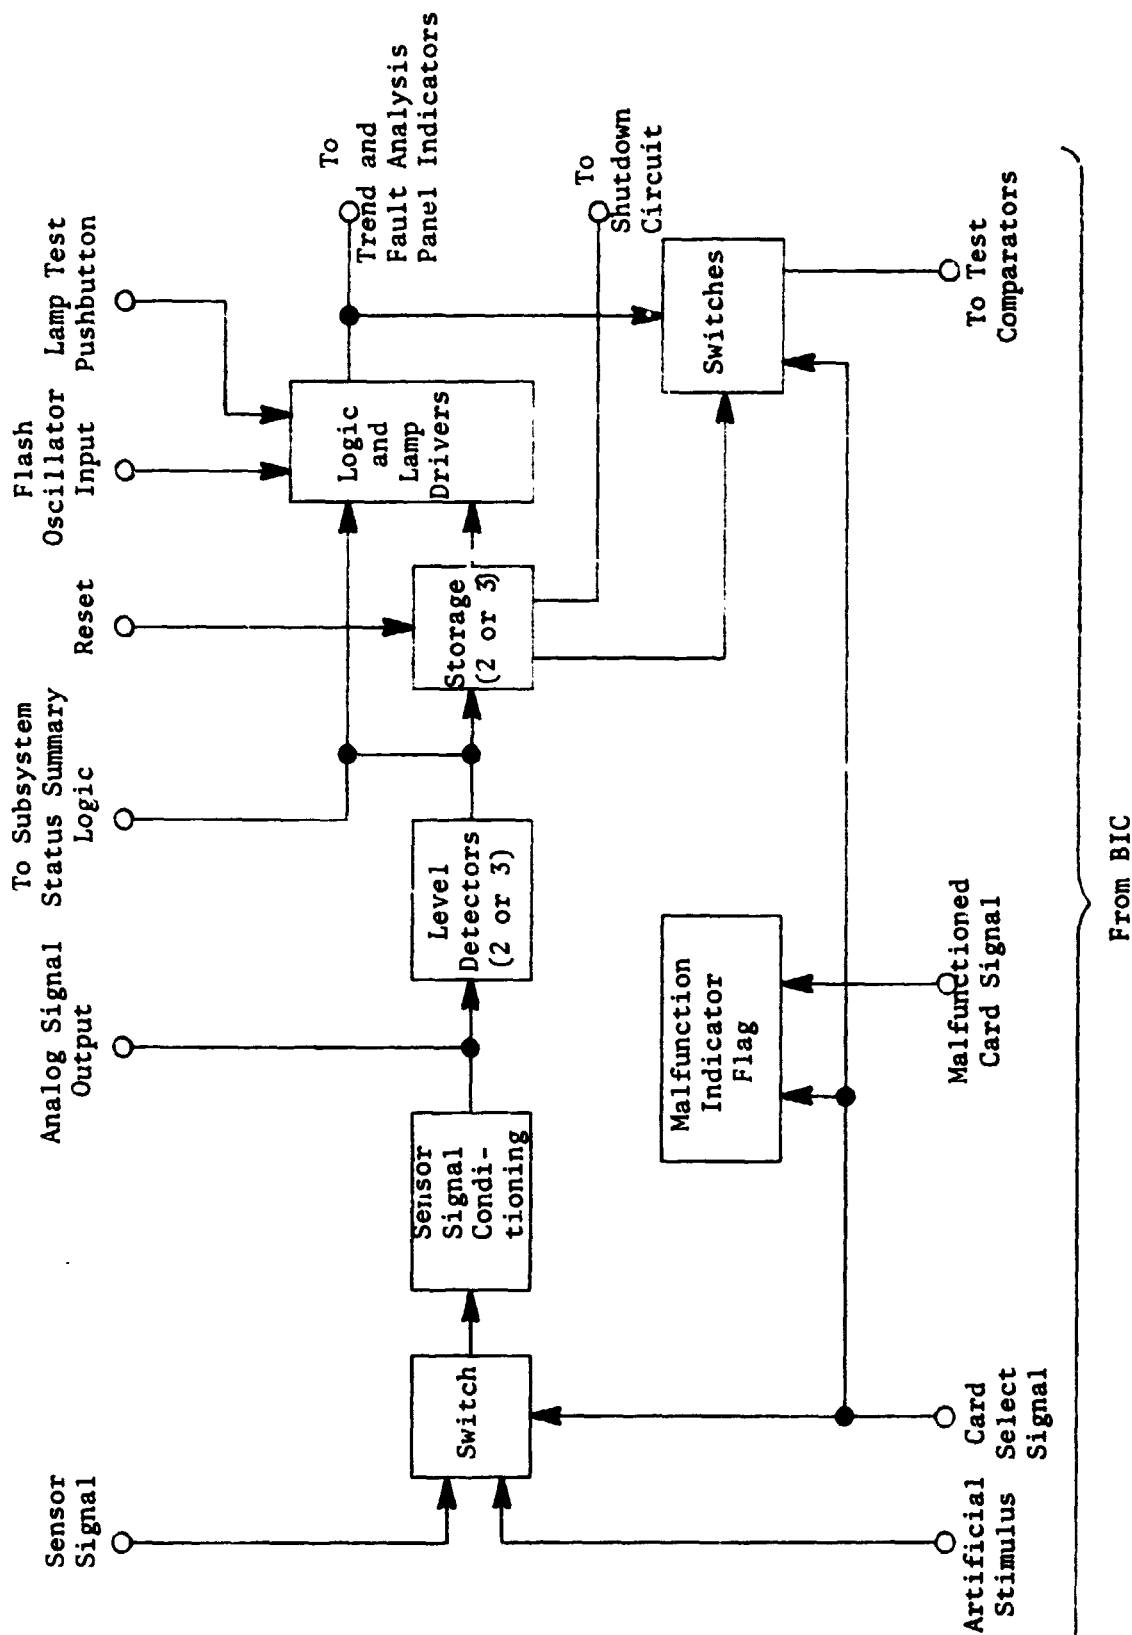 Sensor
Signal
Analog Signal
Output
To Subsystem
Status Summary
Logic
Reset
Flash
Oscillator
Input
Lamp Test
Pushbutton
Switch
Sensor
Signal
Condi-
tioning
Level
Detectors
(2 or 3)
Storage
(2 or 3)
Logic
and
Lamp
Drivers
To
Trend and
Fault Analysis
Panel Indicators
To
Shutdown
Circuit
Malfunction
Indicator
Flag
Switches
Artificial
Stimulus
Card
Select
Signal
Malfunctioned
Card Signal
To Test
Comparators
From BIC